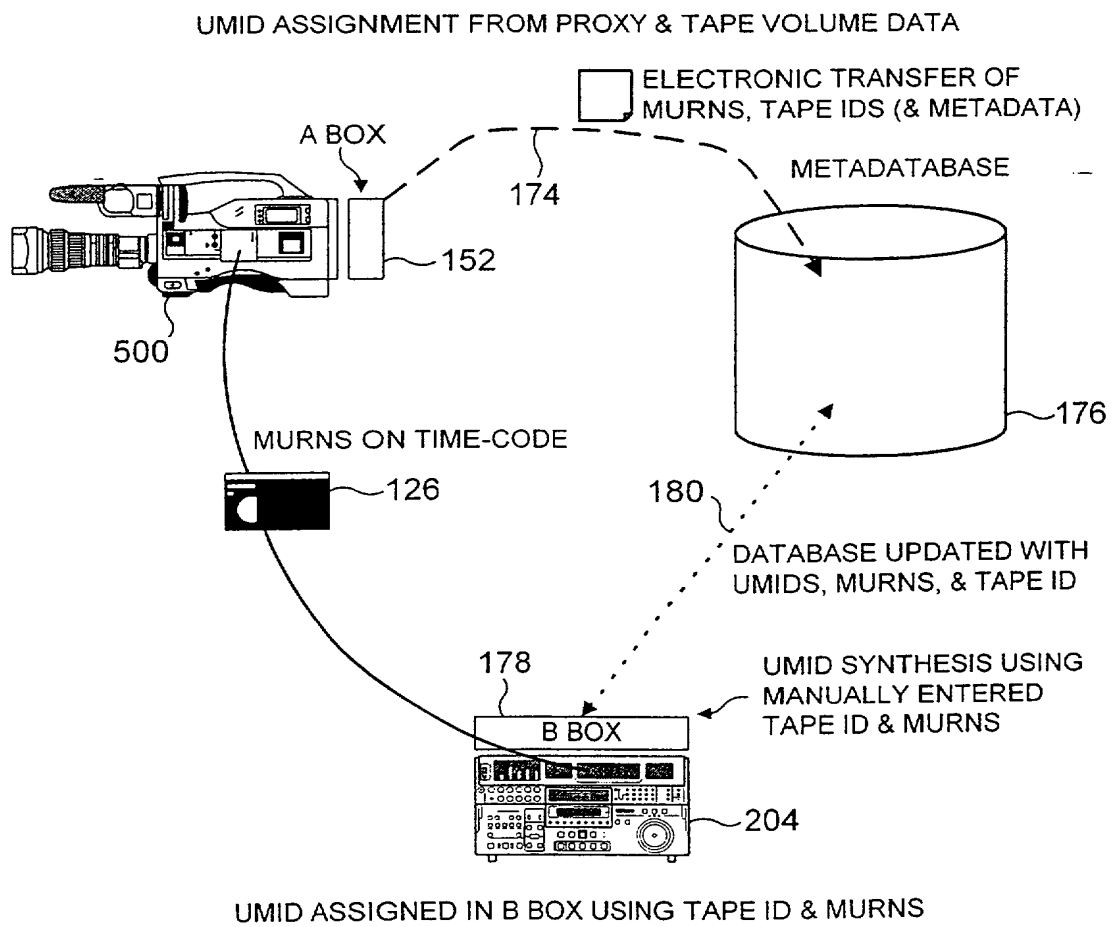 UMID ASSIGNMENT FROM PROXY & TAPE VOLUME DATA
ELECTRONIC TRANSFER OF
MURNS, TAPE IDS (& METADATA)
A BOX
174
METADATABASE
152
500
176
MURNS ON TIME-CODE
126
180
DATABASE UPDATED WITH
UMIDS, MURNS, & TAPE ID
178
UMID SYNTHESIS USING
MANUALLY ENTERED
TAPE ID & MURNS
B BOX
204
UMID ASSIGNED IN B BOX USING TAPE ID & MURNS